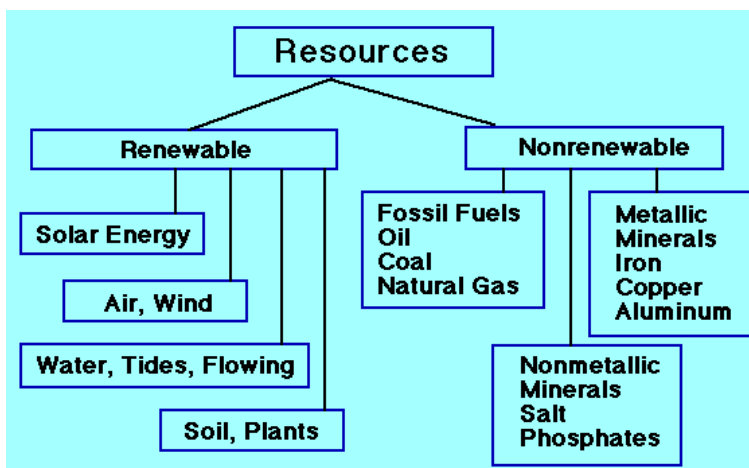 Resources
Renewable
Nonrenewable
Solar Energy
Air, Wind
Water, Tides, Flowing
Soil, Plants
Fossil Fuels
Oil
Coal
Natural Gas
Nonmetallic
Minerals
Salt
Phosphates
Metallic
Minerals
Iron
Copper
Aluminum